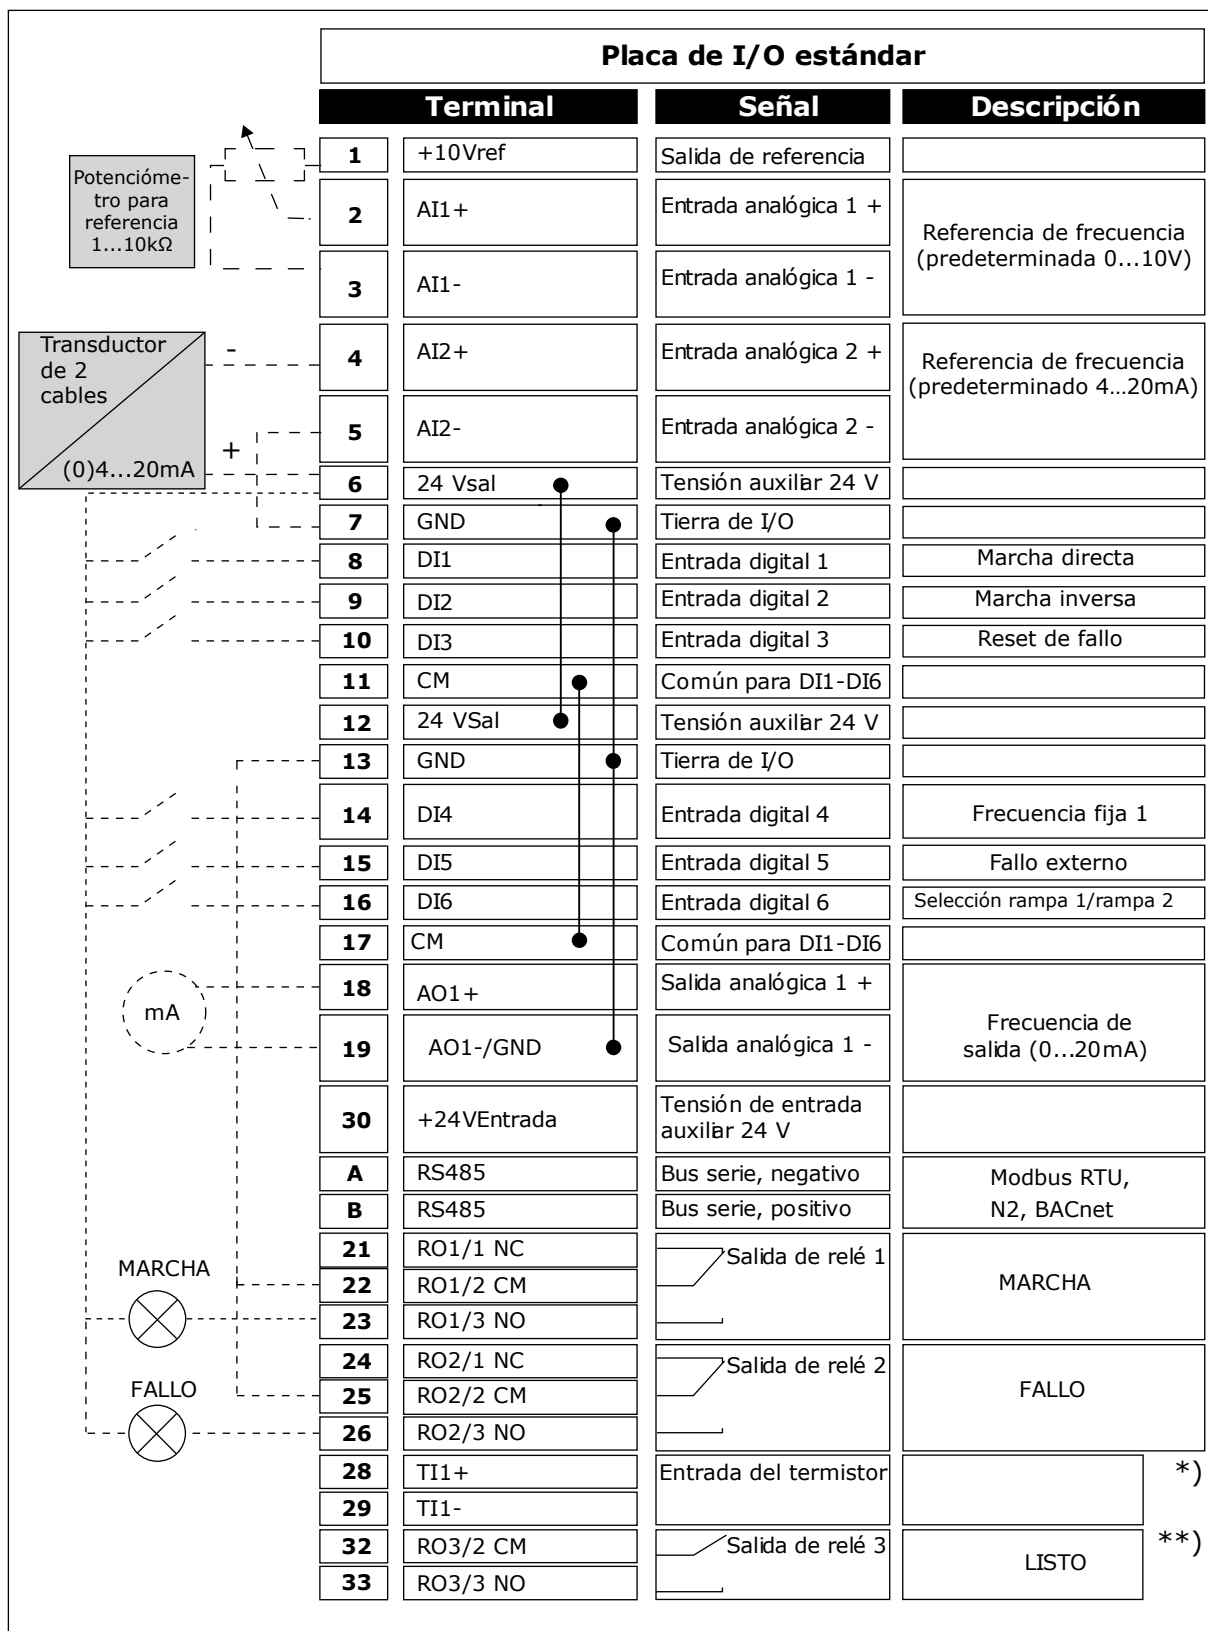 Placa de I/O estándar
Terminal Señal Descripción
1 +10Vref Salida de referencia
Potencióme-
tro para
referencia
1...10kΩ
2 AI1+ Entrada analógica 1 +
Referencia de frecuencia
(predeterminada 0...10V)
3 AI1- Entrada analógica 1 -
Transductor
de 2
cables
(0)4...20mA
-
+
4 AI2+ Entrada analógica 2 +
Referencia de frecuencia
(predeterminado 4...20mA)
5 AI2- Entrada analógica 2 -
6 24 Vsal Tensión auxiliar 24 V
7 GND Tierra de I/O
8 DI1 Entrada digital 1 Marcha directa
9 DI2 Entrada digital 2 Marcha inversa
10 DI3 Entrada digital 3 Reset de fallo
11 CM Común para DI1-DI6
12 24 VSal Tensión auxiliar 24 V
13 GND Tierra de I/O
14 DI4 Entrada digital 4 Frecuencia fija 1
15 DI5 Entrada digital 5 Fallo externo
16 DI6 Entrada digital 6 Selección rampa 1/rampa 2
17 CM Común para DI1-DI6
mA
18 AO1+ Salida analógica 1 +
Frecuencia de
salida (0...20mA)
19 AO1-/GND Salida analógica 1 -
30 +24VEntrada Tensión de entrada
auxiliar 24 V
A RS485 Bus serie, negativo
Modbus RTU,
N2, BACnet
B RS485 Bus serie, positivo
21 RO1/1 NC Salida de relé 1
MARCHA
22 RO1/2 CM MARCHA
23 RO1/3 NO
24 RO2/1 NC Salida de relé 2
FALLO
25 RO2/2 CM FALLO
26 RO2/3 NO
28 TI1+ Entrada del termistor *)
29 TI1-
32 RO3/2 CM Salida de relé 3 **)
LISTO
33 RO3/3 NO